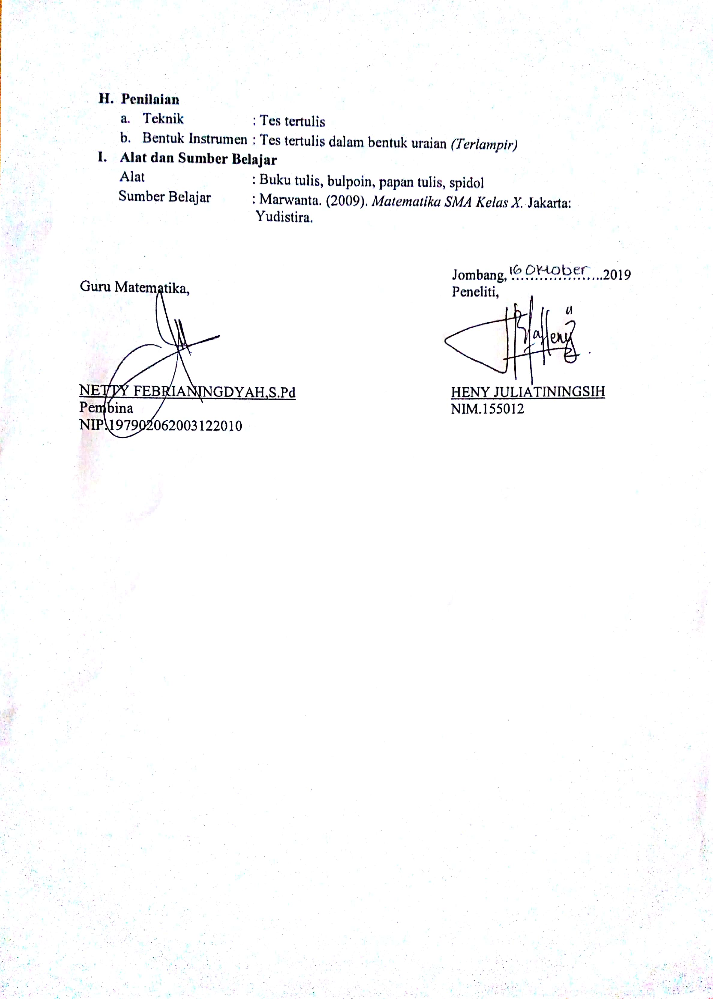 H. Penilaian
a. Teknik : Tes tertulis
b. Bentuk Instrumen : Tes tertulis dalam bentuk uraian (Terlampir)
I. Alat dan Sumber Belajar
Alat : Buku tulis, bulpoin, papan tulis, spidol
Sumber Belajar : Marwanta. (2009). Matematika SMA Kelas X. Jakarta:
Yudistira.
Jombang, 16 Oktober 2019
Guru Matematika,
Peneliti,
NETTY FEBRIANINGDYAH,S.Pd
Pembina
NIP.197902062003122010
HENY JULIATININGSIH
NIM.155012